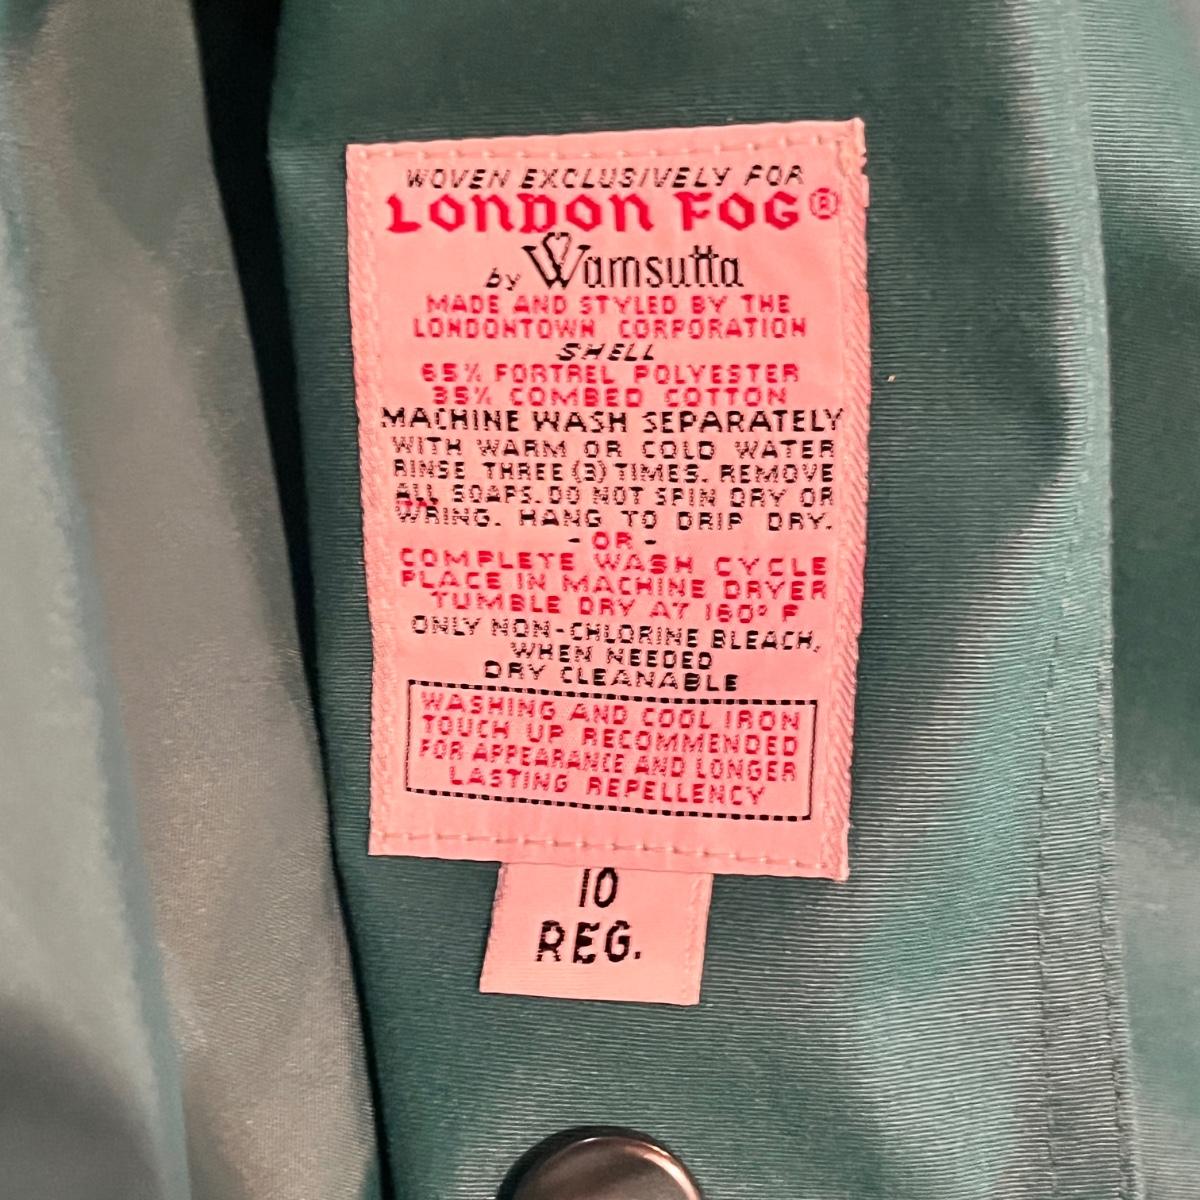 WOVEN EXCLUSIVELY FOR
LONDON FOG®
by Wamsutta
MADE AND STYLED BY THE
LONDONTOWN CORPORATION
SHELL
65% FORTREL POLYESTER
35% COMBED COTTON
MACHINE WASH SEPARATELY
WITH WARM OR COLD WATER
RINSE THREE (3) TIMES. REMOVE
ALL SOAPS. DO NOT SPIN DRY OR
WRING. HANG TO DRIP DRY.
- OR -
COMPLETE WASH CYCLE
PLACE IN MACHINE DRYER
TUMBLE DRY AT 160° F
ONLY NON-CHLORINE BLEACH,
WHEN NEEDED
DRY CLEANABLE
WASHING AND COOL IRON
TOUCH UP RECOMMENDED
FOR APPEARANCE AND LONGER
LASTING REPELLENCY
10
REG.